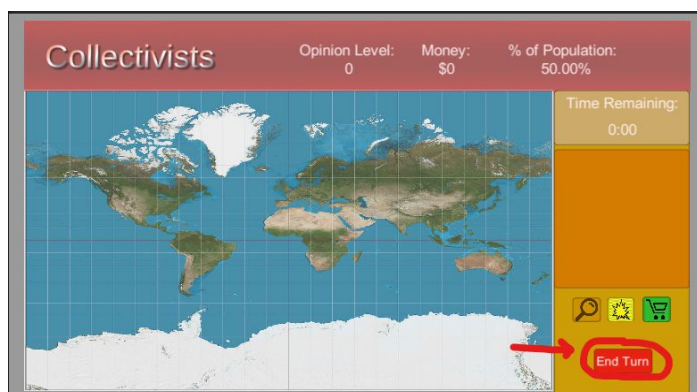 Collectivists
Opinion Level:
0
Money:
$0
% of Population:
50.00%
Time Remaining:
0:00
End Turn